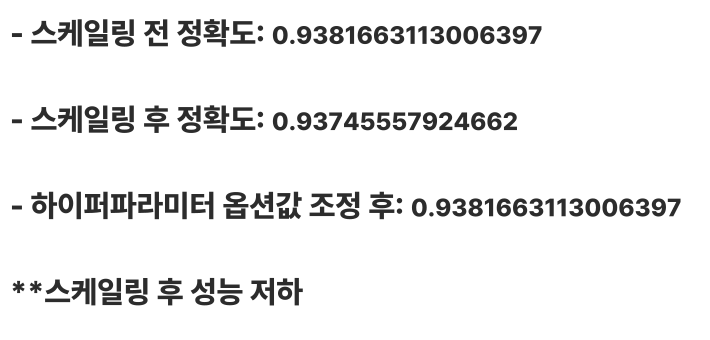 - 스케일링 전 정확도: 0.9381663113006397
- 스케일링 후 정확도: 0.93745557924662
- 하이퍼파라미터 옵션값 조정 후: 0.9381663113006397
**스케일링 후 성능 저하